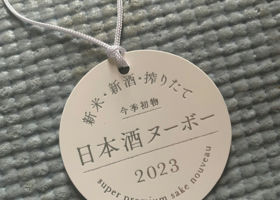 新米・新酒・搾りたて
今季初物
日本酒ヌーボー
2023
super premium sake nouveau